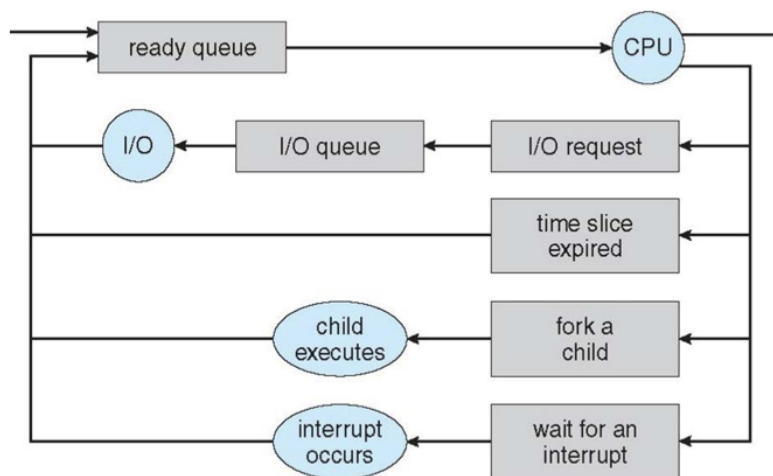 ready queue
CPU
I/O
I/O queue
I/O request
time slice
expired
child
executes
fork a
child
interrupt
occurs
wait for an
interrupt